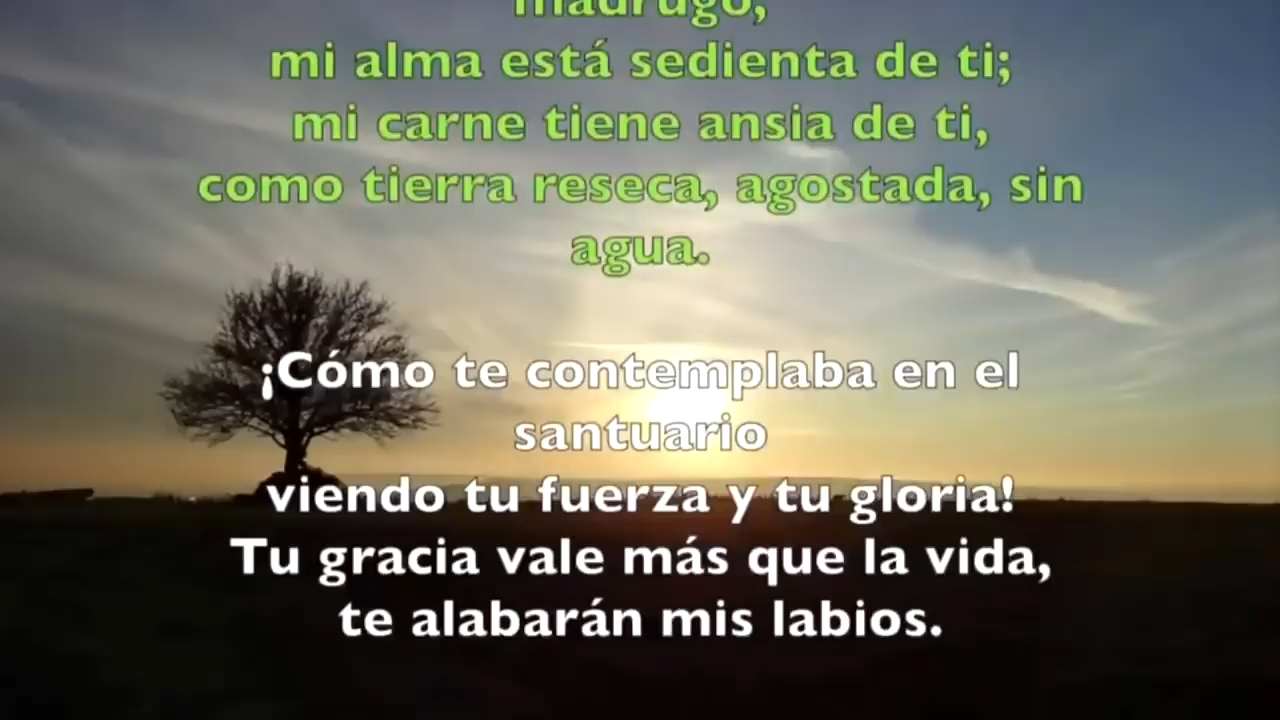 madrugo,
mi alma está sedienta de ti;
mi carne tiene ansia de ti,
como tierra reseca, agostada, sin
agua.
¡Cómo te contemplaba en el
santuario
viendo tu fuerza y tu gloria!
Tu gracia vale más que la vida,
te alabarán mis labios.